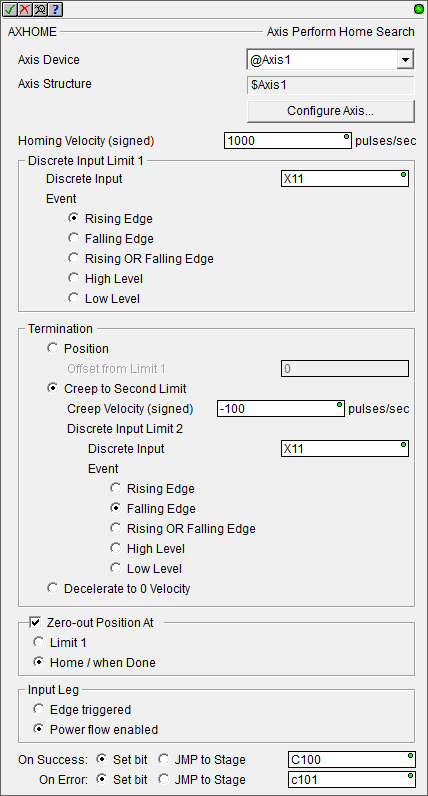 AXHOME Axis Perform Home Search
Axis Device @Axis1
Axis Structure $Axis1
Configure Axis...
Homing Velocity (signed) 1000 pulses/sec
Discrete Input Limit 1
Discrete Input X11
Event
Rising Edge
Falling Edge
Rising OR Falling Edge
High Level
Low Level
Termination
Position
Offset from Limit 1 0
Creep to Second Limit
Creep Velocity (signed) -100 pulses/sec
Discrete Input Limit 2
Discrete Input X11
Event
Rising Edge
Falling Edge
Rising OR Falling Edge
High Level
Low Level
Decelerate to 0 Velocity
Zero-out Position At
Limit 1
Home / when Done
Input Leg
Edge triggered
Power flow enabled
On Success: Set bit JMP to Stage C100
On Error: Set bit JMP to Stage c101